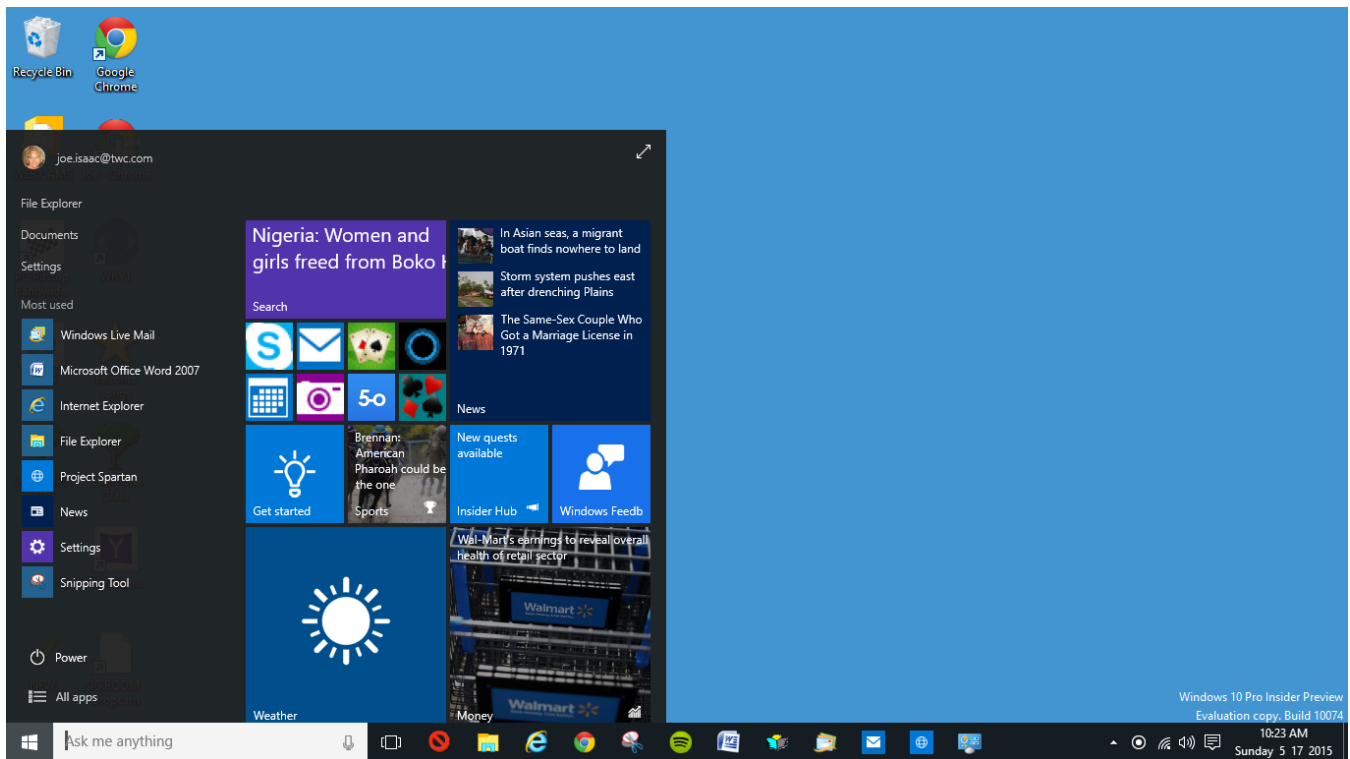 Recycle Bin
Google
Chrome
joe.isaac@twc.com
File Explorer
Documents
Settings
Most used
Windows Live Mail
Microsoft Office Word 2007
Internet Explorer
File Explorer
Project Spartan
News
Settings
Snipping Tool
Power
All apps
Nigeria: Women and
girls freed from Boko
Search
In Asian seas, a migrant
boat finds nowhere to land
Storm system pushes east
after drenching Plains
The Same-Sex Couple Who
Got a Marriage License in
1971
News
S
5-0
Get started
Brennan:
American
Pharoah could be
the one
Sports
New quests
available
Insider Hub
Windows Feedb
Weather
Wal-Mart's earnings to reveal overall
health of retail sector
Walmart
Walmart
Money
Windows 10 Pro Insider Preview
Evaluation copy. Build 10074
Ask me anything
10:23 AM
Sunday 5 17 2015